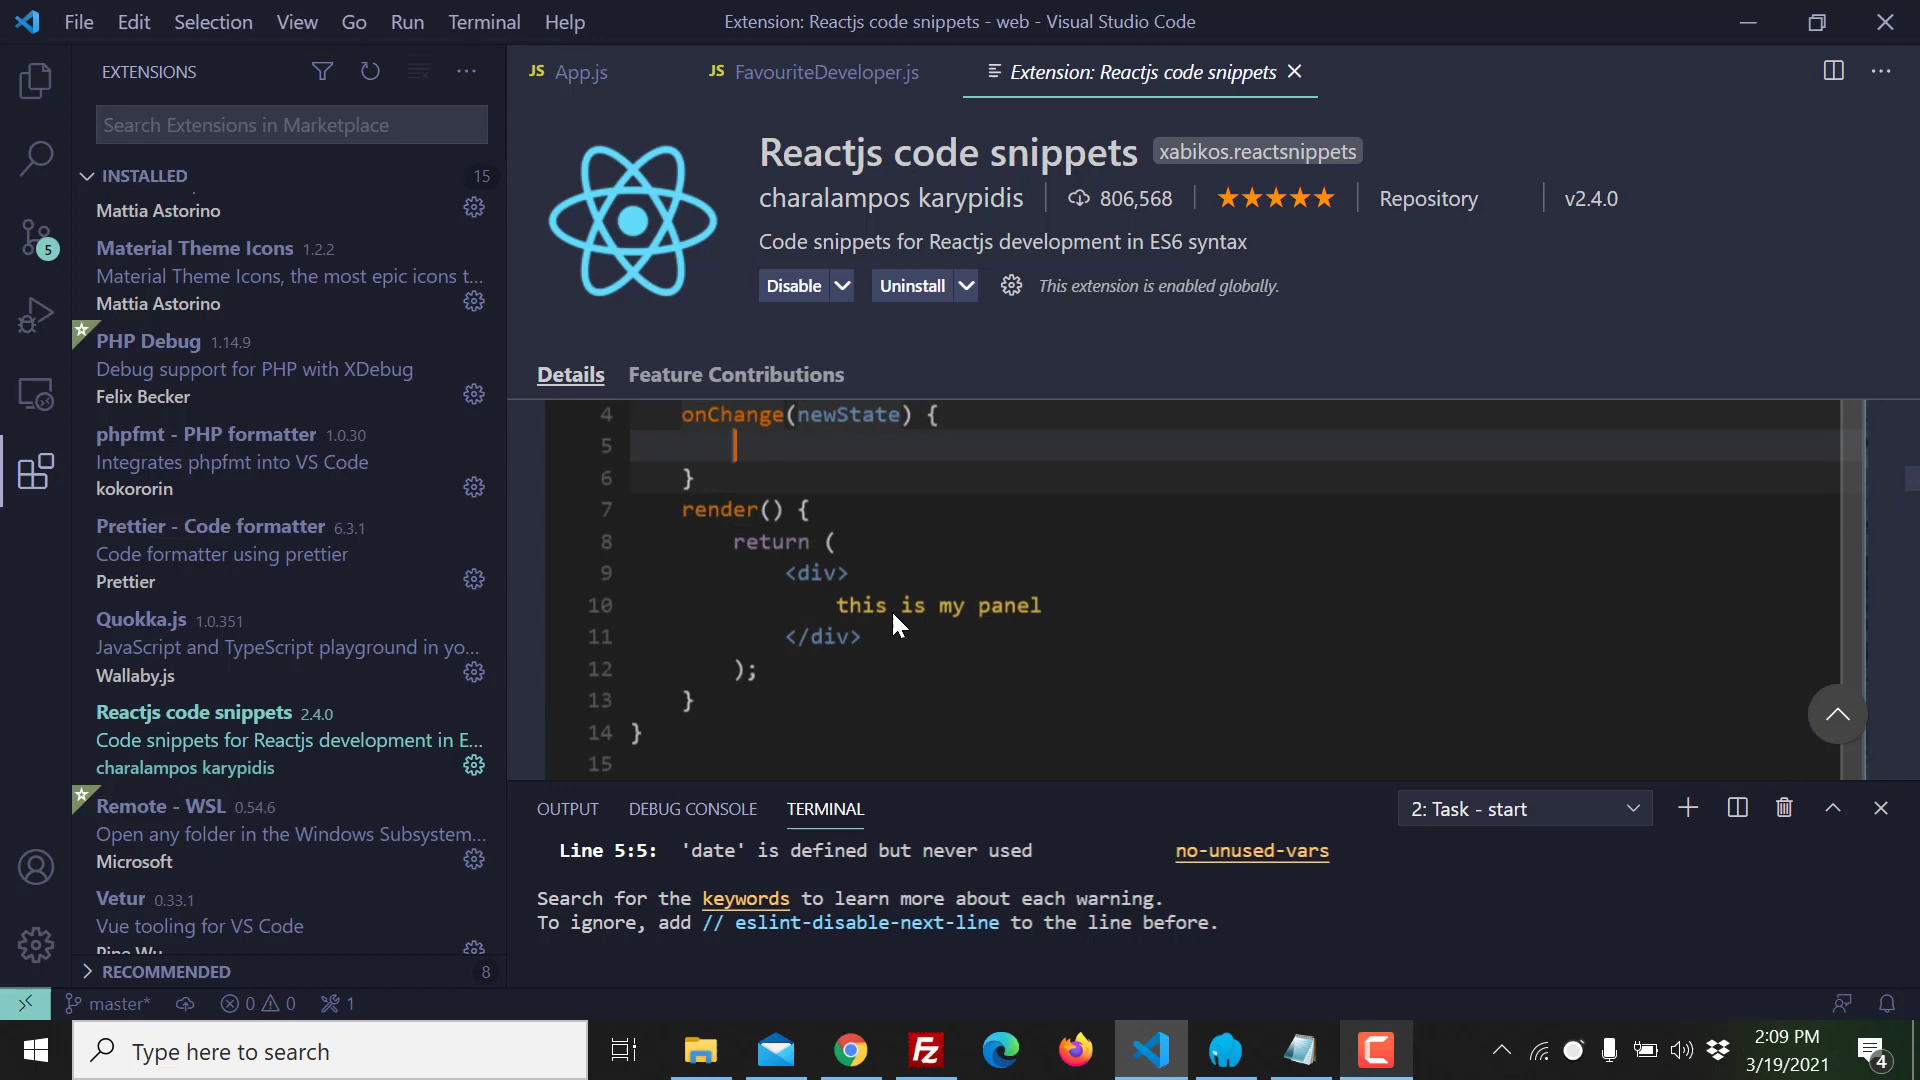 File Edit Selection View Go Run Terminal Help Extension: Reactjs code snippets - web - Visual Studio Code
EXTENSIONS
Search Extensions in Marketplace
INSTALLED 15
Mattia Astorino
Material Theme Icons 1.2.2
Material Theme Icons, the most epic icons t...
Mattia Astorino
PHP Debug 1.14.9
Debug support for PHP with XDebug
Felix Becker
phpfmt - PHP formatter 1.0.30
Integrates phpfmt into VS Code
kokororin
Prettier - Code formatter 6.3.1
Code formatter using prettier
Prettier
Quokka.js 1.0.351
JavaScript and TypeScript playground in yo...
Wallaby.js
Reactjs code snippets 2.4.0
Code snippets for Reactjs development in E...
charalampos karypidis
Remote - WSL 0.54.6
Open any folder in the Windows Subsystem...
Microsoft
Vetur 0.33.1
Vue tooling for VS Code
Pine Wu
RECOMMENDED 8
5
JS App.js JS FavouriteDeveloper.js Extension: Reactjs code snippets
Reactjs code snippets xabikos.reactsnippets
charalampos karypidis 806,568 Repository v2.4.0
Code snippets for Reactjs development in ES6 syntax
Disable Uninstall This extension is enabled globally.
Details Feature Contributions
4 onChange(newState) {
5
6 }
7 render() {
8 return (
9 <div>
10 this is my panel
11 </div>
12 );
13 }
14 }
15
OUTPUT DEBUG CONSOLE TERMINAL 2: Task - start
Line 5:5: 'date' is defined but never used no-unused-vars
Search for the keywords to learn more about each warning.
To ignore, add // eslint-disable-next-line to the line before.
master* 0 0 1
Type here to search
Fz
2:09 PM
3/19/2021
4